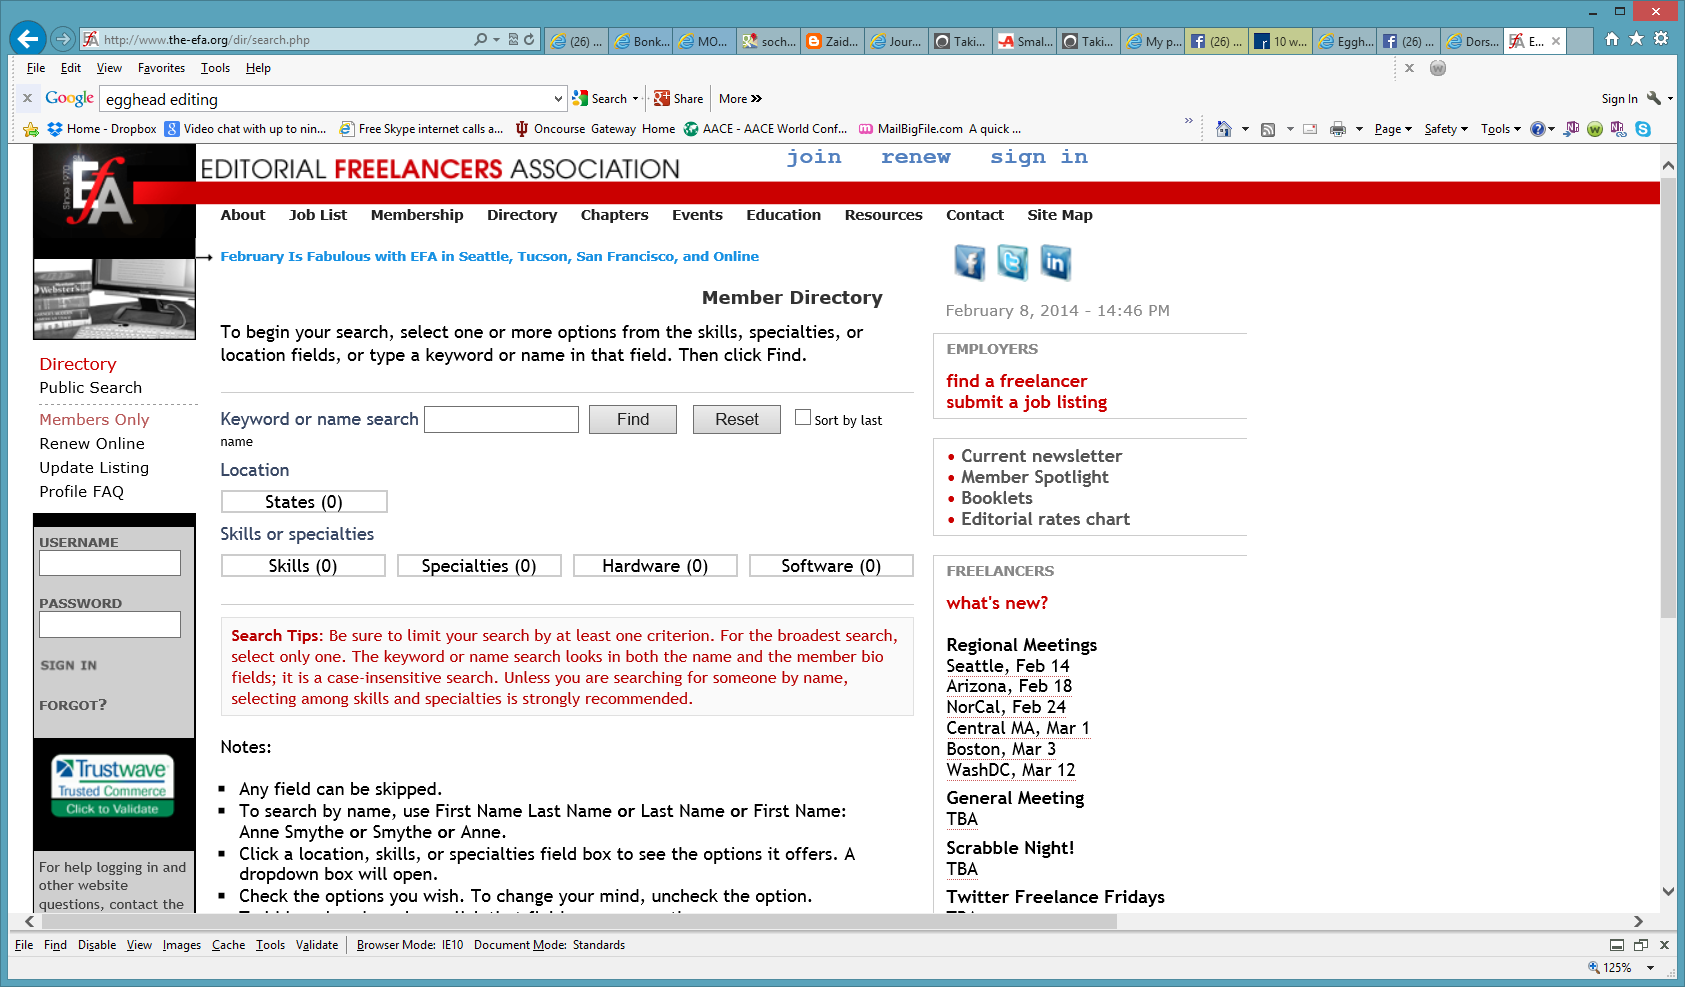 http://www.the-efa.org/dir/search.php
(26) ...
Bonk...
MO...
soch...
Zaid...
Jour...
Taki...
Smal...
Taki...
My p...
(26) ...
10 w...
Eggh...
(26) ...
Dors...
E...
File Edit View Favorites Tools Help
Google egghead editing Search Share More »
Sign In
Home - Dropbox
Video chat with up to nin...
Free Skype internet calls a...
Oncourse Gateway Home
AACE - AACE World Conf...
MailBigFile.com A quick ...
Page Safety Tools
Since 1970
EFA
EDITORIAL FREELANCERS ASSOCIATION
join renew sign in
About Job List Membership Directory Chapters Events Education Resources Contact Site Map
February Is Fabulous with EFA in Seattle, Tucson, San Francisco, and Online
Webster's
Directory
Public Search
Members Only
Renew Online
Update Listing
Profile FAQ
USERNAME
PASSWORD
SIGN IN
FORGOT?
Trustwave®
Trusted Commerce
Click to Validate
For help logging in and
other website
questions, contact the
Member Directory
To begin your search, select one or more options from the skills, specialties, or
location fields, or type a keyword or name in that field. Then click Find.
Keyword or name search Find Reset Sort by last
name
Location
States (0)
Skills or specialties
Skills (0) Specialties (0) Hardware (0) Software (0)
Search Tips: Be sure to limit your search by at least one criterion. For the broadest search,
select only one. The keyword or name search looks in both the name and the member bio
fields; it is a case-insensitive search. Unless you are searching for someone by name,
selecting among skills and specialties is strongly recommended.
Notes:
Any field can be skipped.
To search by name, use First Name Last Name or Last Name or First Name:
Anne Smythe or Smythe or Anne.
Click a location, skills, or specialties field box to see the options it offers. A
dropdown box will open.
Check the options you wish. To change your mind, uncheck the option.
February 8, 2014 - 14:46 PM
EMPLOYERS
find a freelancer
submit a job listing
• Current newsletter
• Member Spotlight
• Booklets
• Editorial rates chart
FREELANCERS
what's new?
Regional Meetings
Seattle, Feb 14
Arizona, Feb 18
NorCal, Feb 24
Central MA, Mar 1
Boston, Mar 3
WashDC, Mar 12
General Meeting
TBA
Scrabble Night!
TBA
Twitter Freelance Fridays
File Find Disable View Images Cache Tools Validate Browser Mode: IE10 Document Mode: Standards
125%